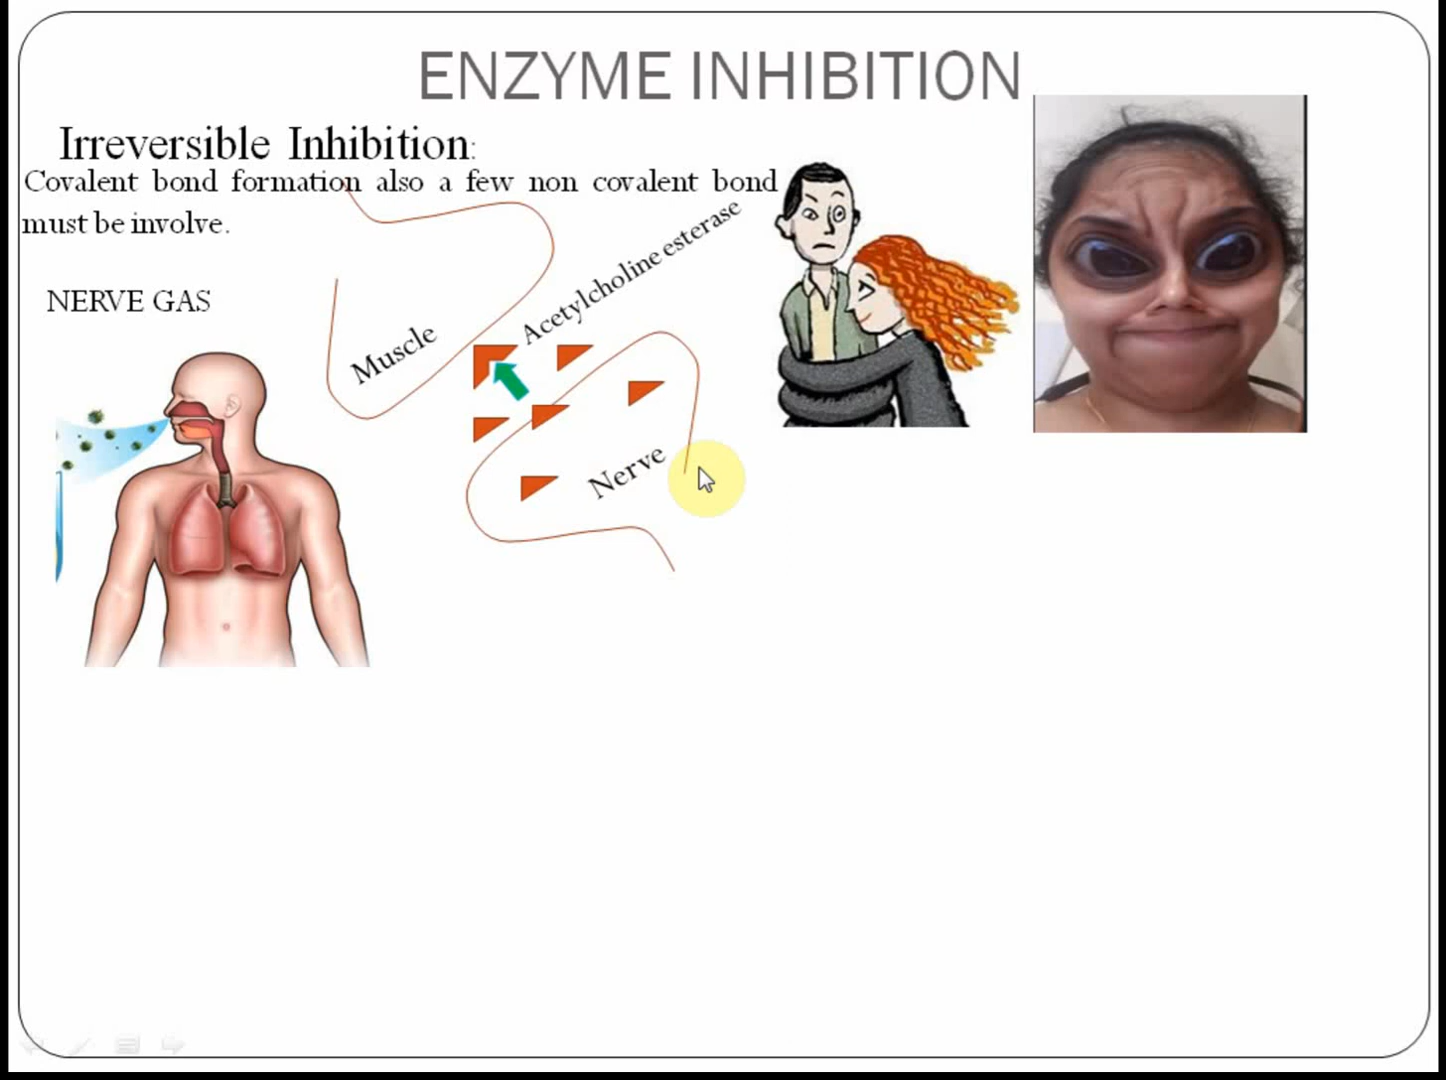 ENZYME INHIBITION
Irreversible Inhibition:
Covalent bond formation also a few non covalent bond
must be involve.
NERVE GAS
Muscle
Acetylcholine esterase
Nerve